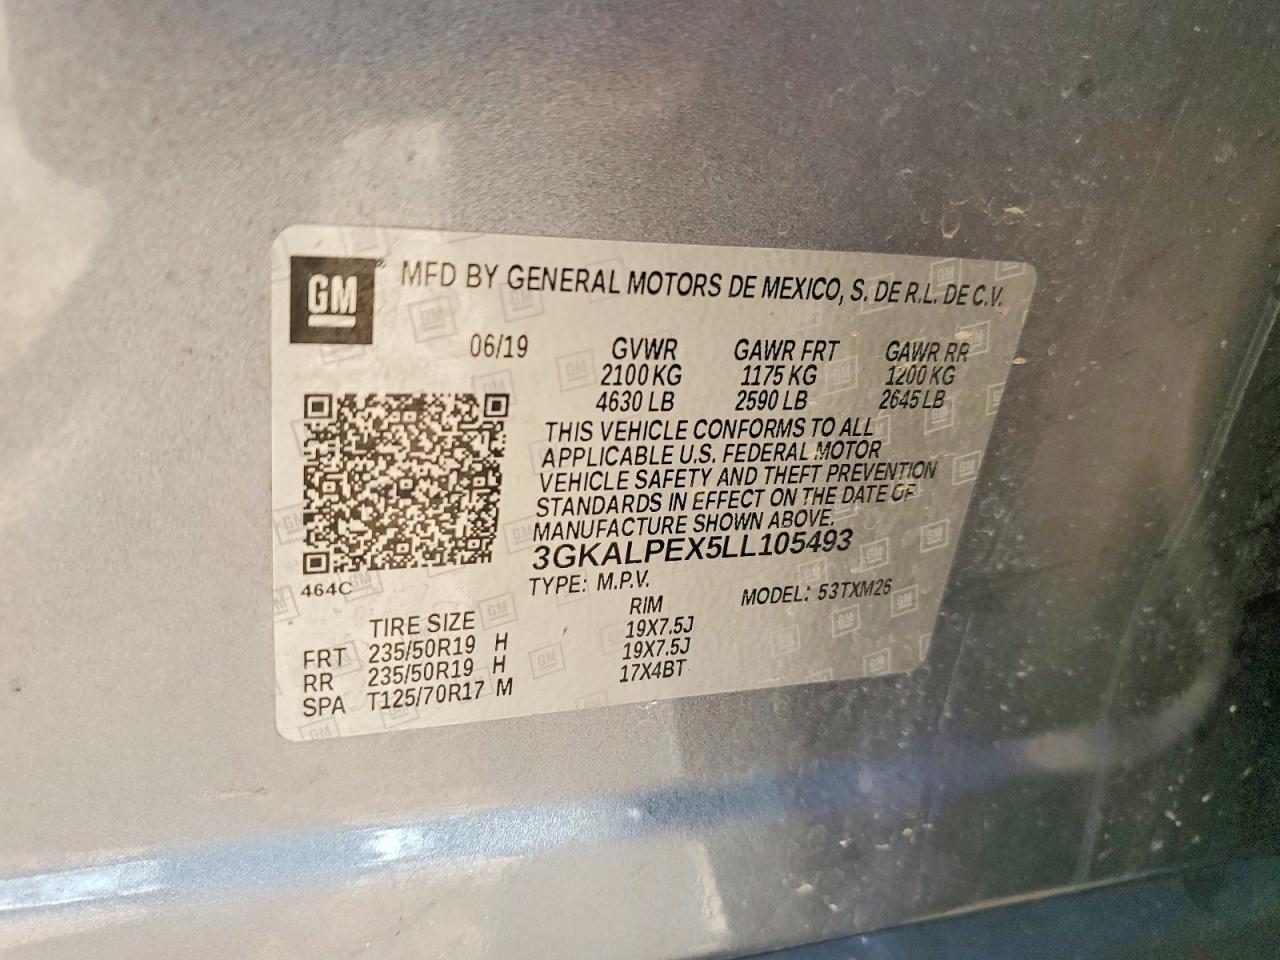 GM
MFD BY GENERAL MOTORS DE MEXICO, S. DE R.L. DE C.V.
06/19 GVWR GAWR FRT GAWR RR
2100 KG 1175 KG 1200 KG
4630 LB 2590 LB 2645 LB
THIS VEHICLE CONFORMS TO ALL
APPLICABLE U.S. FEDERAL MOTOR
VEHICLE SAFETY AND THEFT PREVENTION
STANDARDS IN EFFECT ON THE DATE OF
MANUFACTURE SHOWN ABOVE.
3GKALPEX5LL105493
464C
TYPE: M.P.V. MODEL: 53TXM26
TIRE SIZE RIM
FRT 235/50R19 H 19X7.5J
RR 235/50R19 H 19X7.5J
SPA T125/70R17 M 17X4BT